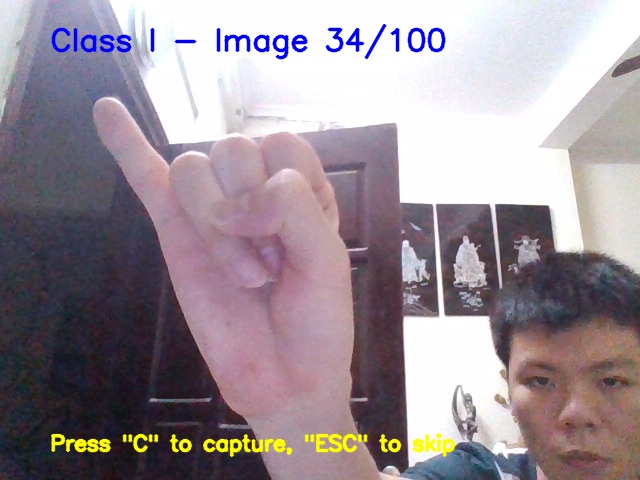 Class I - Image 34/100
Press "C" to capture, "ESC" to skip